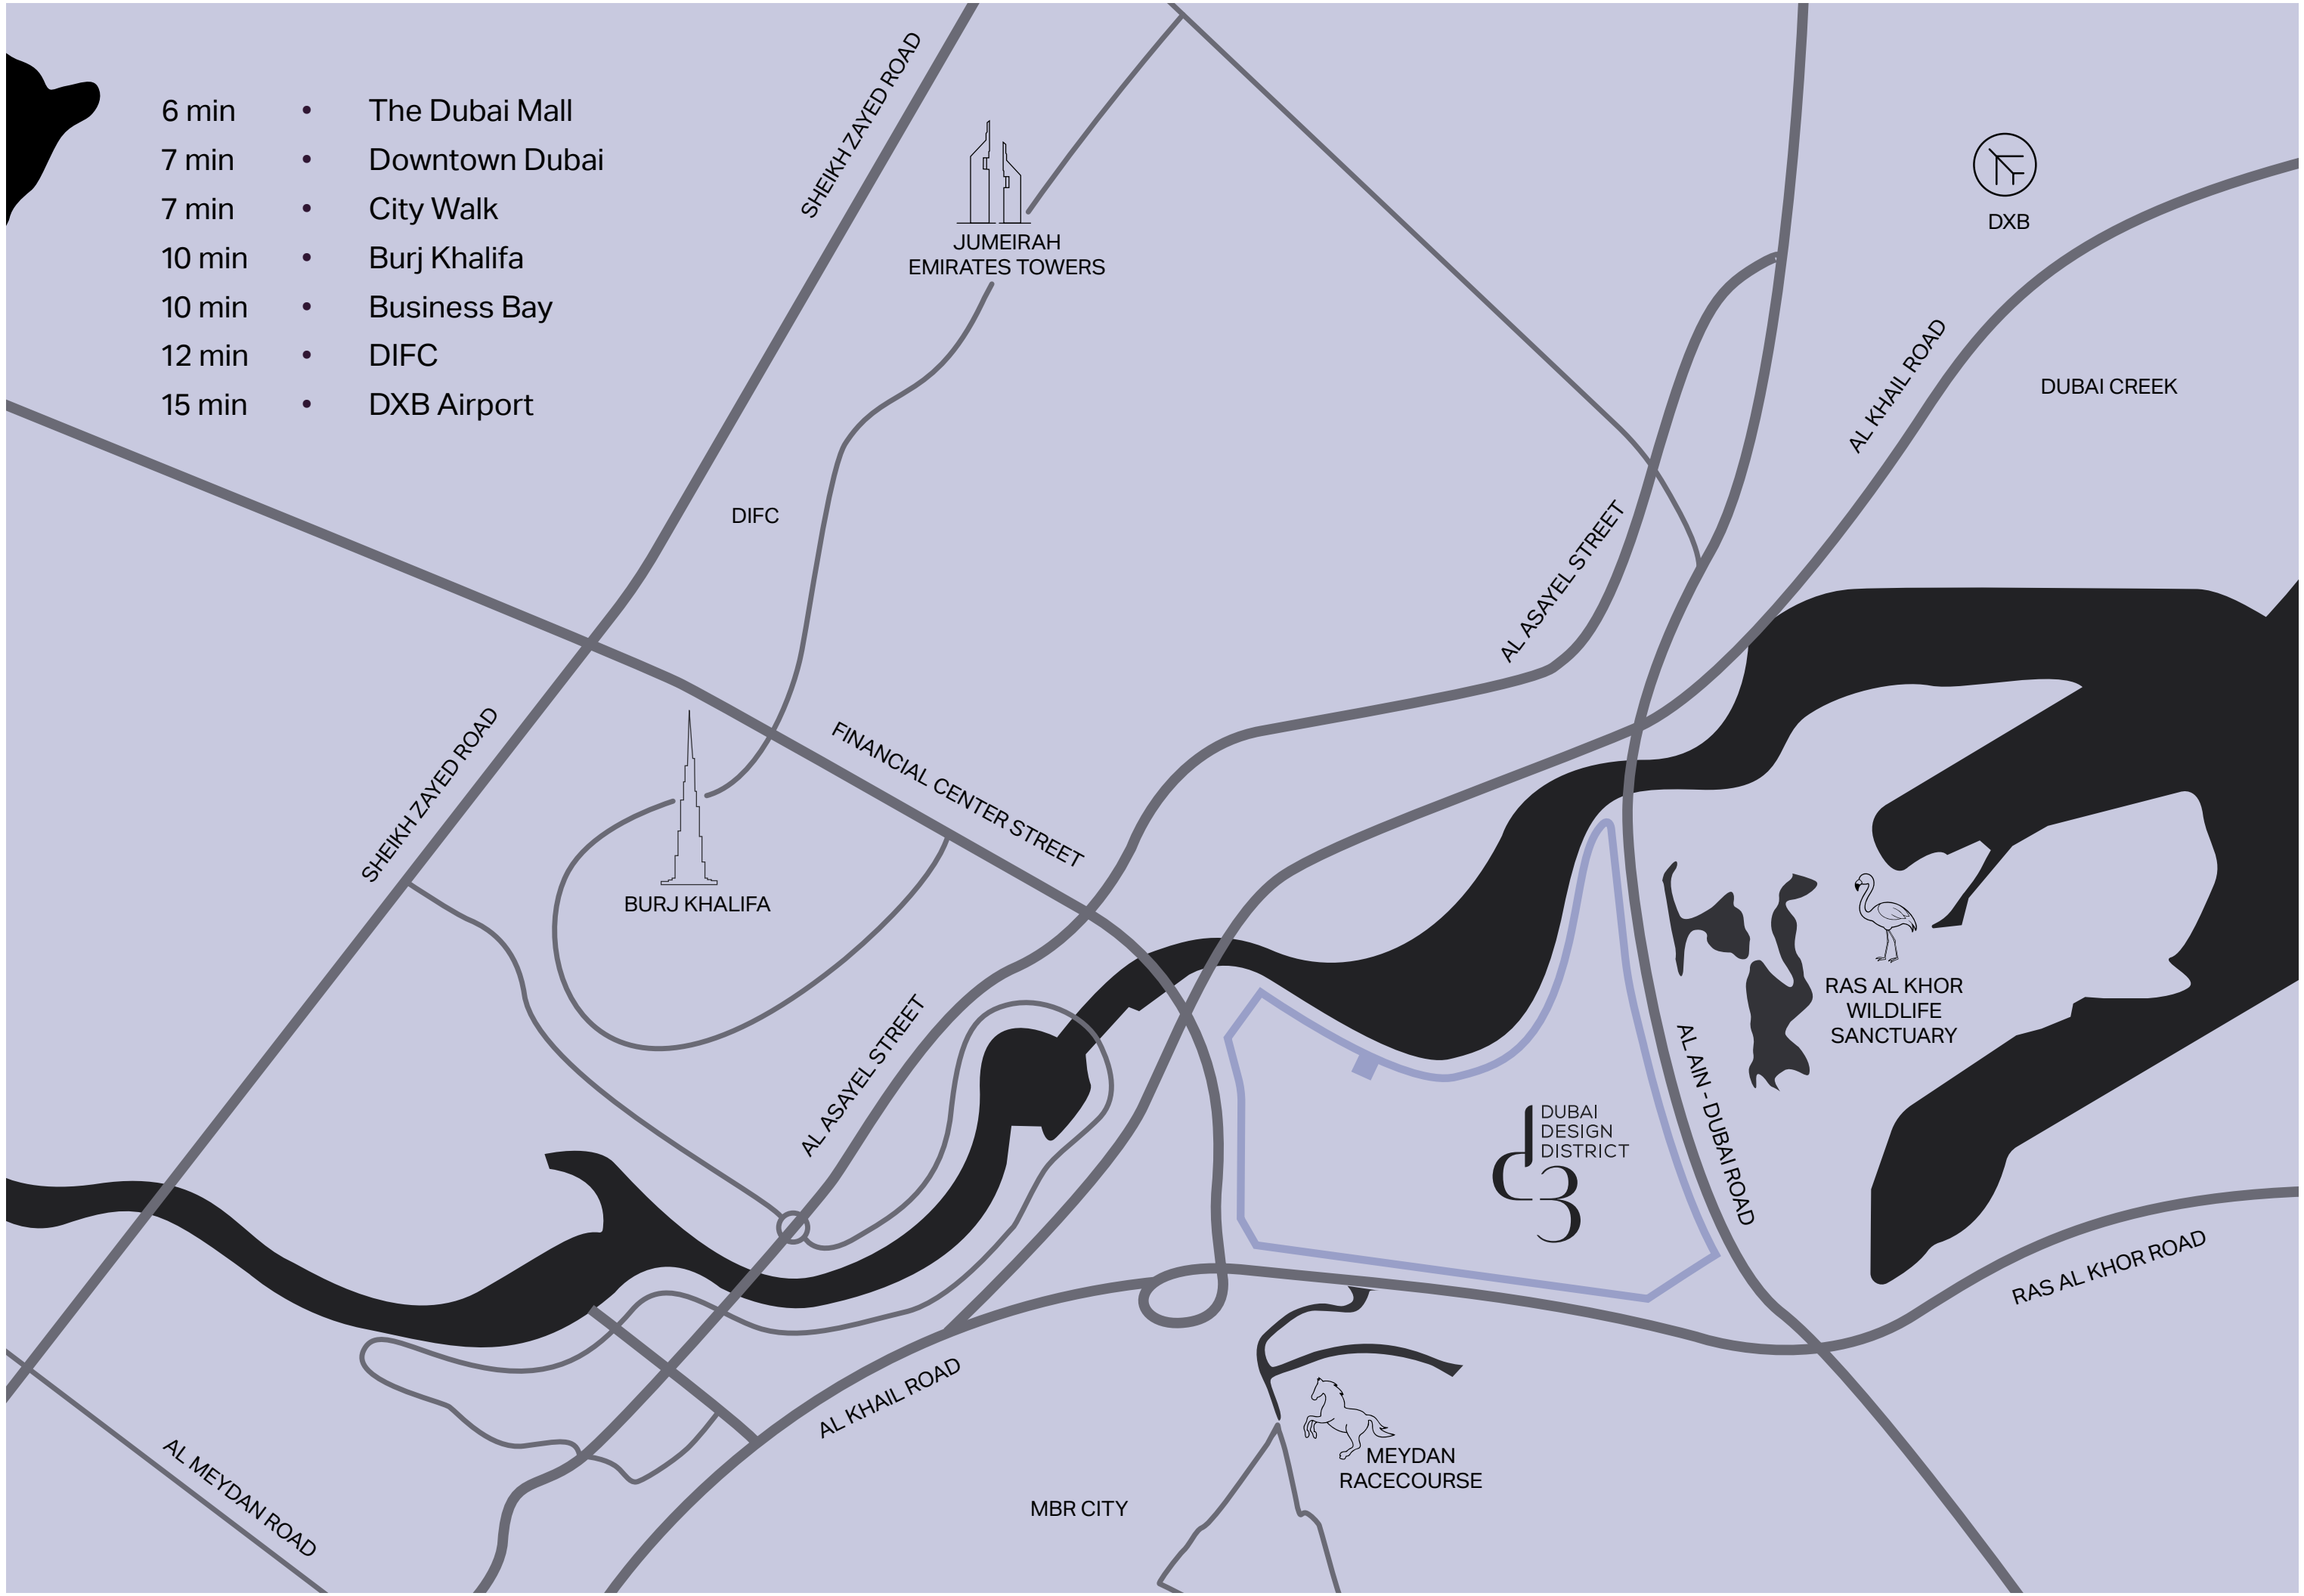 6 min • The Dubai Mall
7 min • Downtown Dubai
7 min • City Walk
10 min • Burj Khalifa
10 min • Business Bay
12 min • DIFC
15 min • DXB Airport
SHEIKH ZAYED ROAD
JUMEIRAH
EMIRATES TOWERS
DXB
AL KHAIL ROAD
DUBAI CREEK
DIFC
AL ASAYEL STREET
SHEIKH ZAYED ROAD
FINANCIAL CENTER STREET
BURJ KHALIFA
RAS AL KHOR
WILDLIFE
SANCTUARY
AL ASAYEL STREET
AL AIN - DUBAI ROAD
DUBAI
DESIGN
DISTRICT
d3
RAS AL KHOR ROAD
AL KHAIL ROAD
AL MEYDAN ROAD
MEYDAN
RACECOURSE
MBR CITY